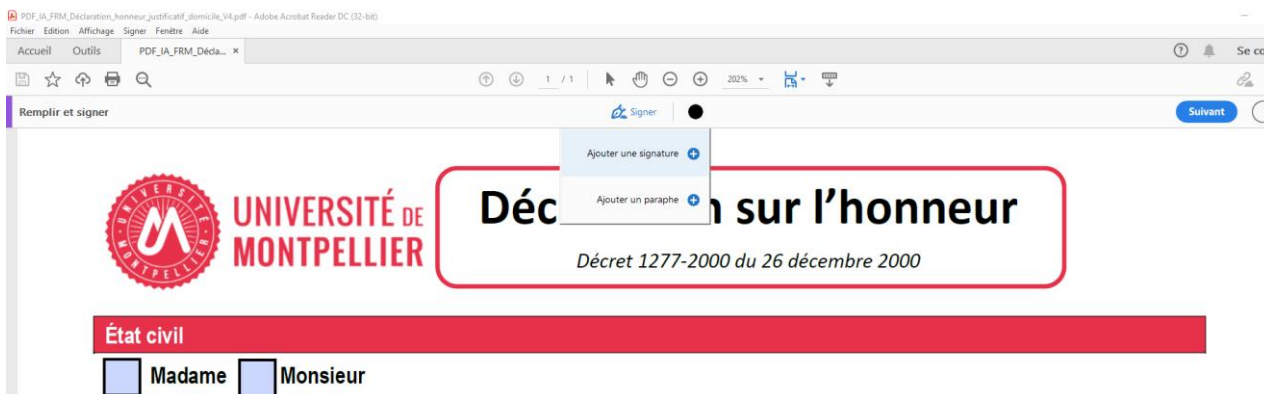 PDF_IA_FRM_Déclaration_honneur_justificatif_domicile_V4.pdf - Adobe Acrobat Reader DC (32-bit)
Fichier Edition Affichage Signer Fenêtre Aide
Accueil Outils PDF_IA_FRM_Décla... × Se co
1 / 1 202%
Remplir et signer Signer Suivant
Ajouter une signature
Ajouter un paraphe
UNIVERSITÉ DE
MONTPELLIER
UNIVERSITÉ
MONTPELLIER
Déc n sur l’honneur
Décret 1277-2000 du 26 décembre 2000
État civil
Madame Monsieur